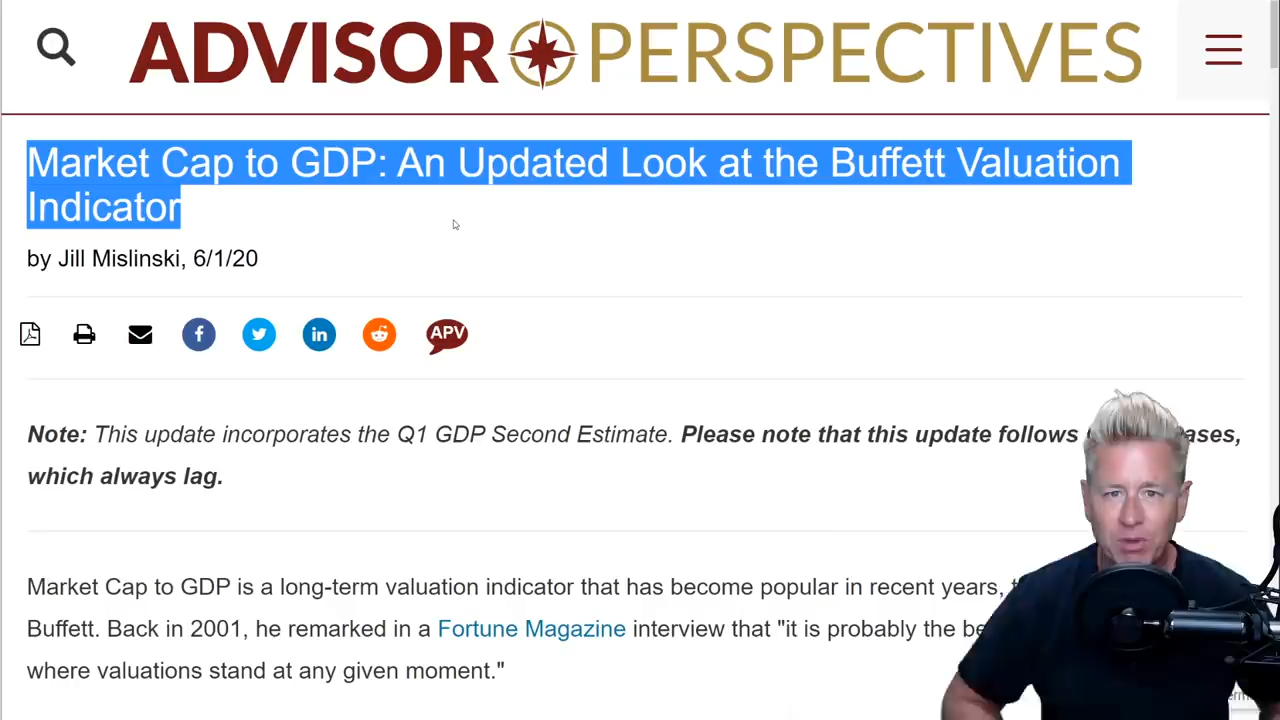 ADVISOR PERSPECTIVES
Market Cap to GDP: An Updated Look at the Buffett Valuation
Indicator
by Jill Mislinski, 6/1/20
f
in
APV
Note: This update incorporates the Q1 GDP Second Estimate. Please note that this update follows
which always lag.
Market Cap to GDP is a long-term valuation indicator that has become popular in recent years,
Buffett. Back in 2001, he remarked in a Fortune Magazine interview that "it is probably the
where valuations stand at any given moment."